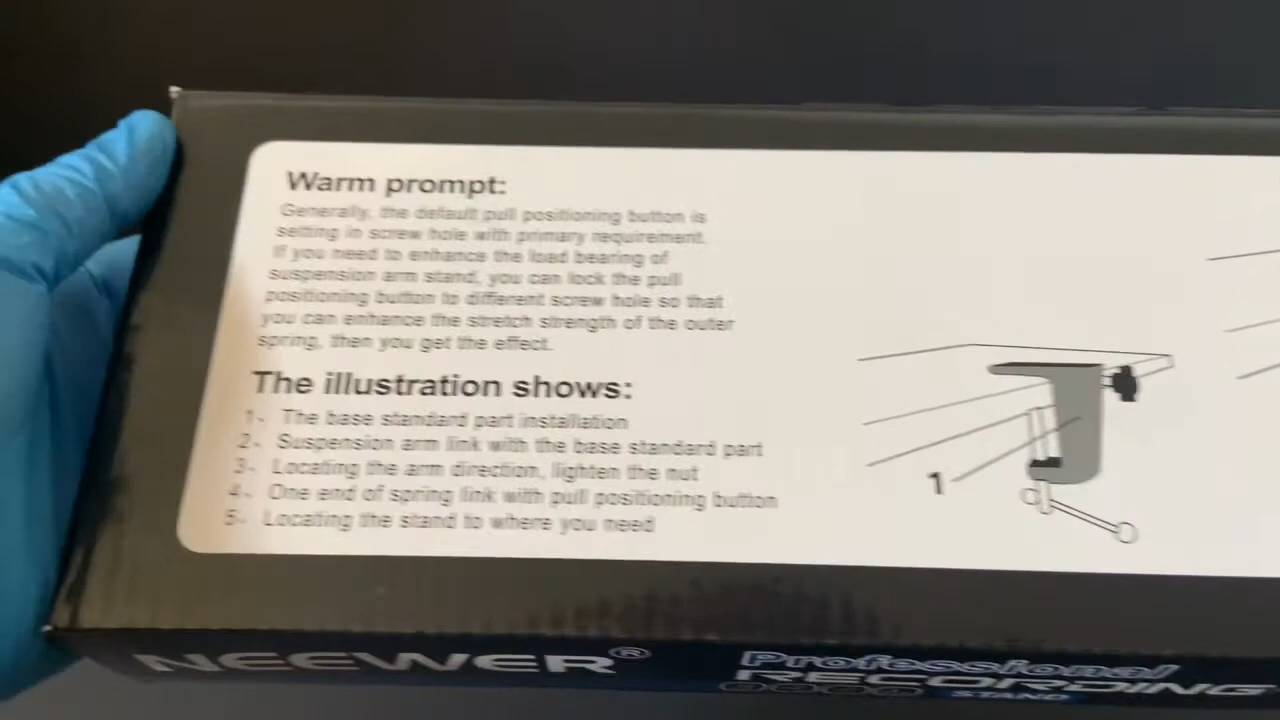 Warm prompt:
Generally, the default pull positioning button is
setting in screw hole with primary requirement.
If you need to enhance the load bearing of
suspension arm stand, you can lock the pull
positioning button to different screw hole so that
you can enhance the stretch strength of the outer
spring, then you get the effect.
The illustration shows:
1- The base standard part installation
2- Suspension arm link with the base standard part
3- Locating the arm direction, lighten the nut
4- One end of spring link with pull positioning button
5- Locating the stand to where you need
1
NEEWER®
Professional
RECORDING
STAND